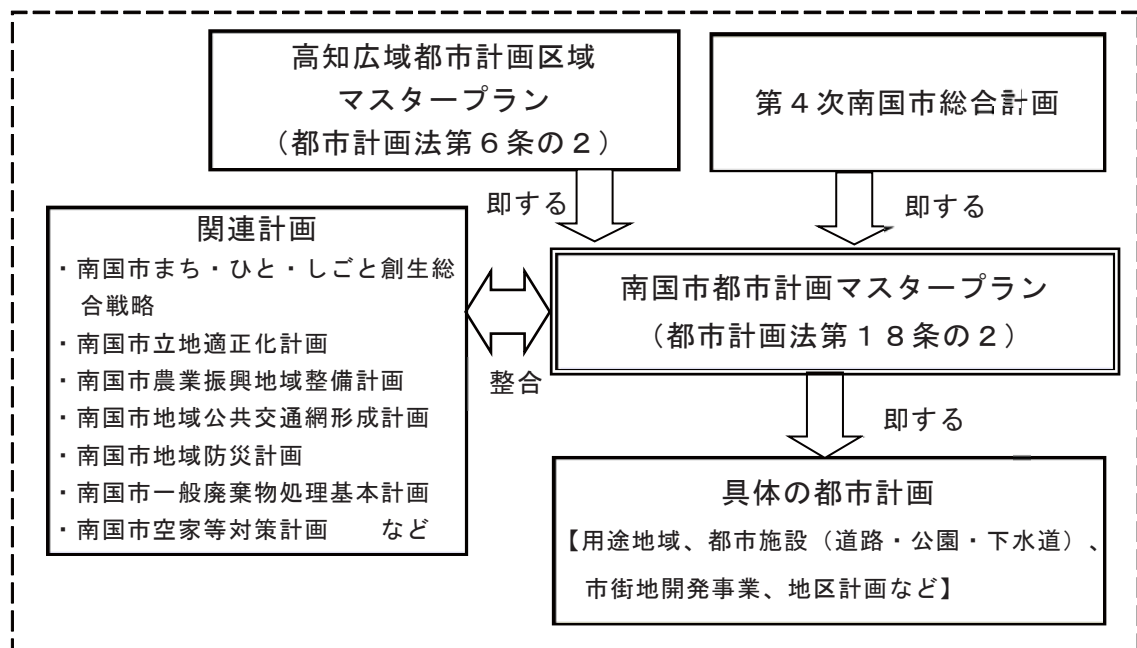 高知広域都市計画区域
マスタープラン
（都市計画法第６条の２）
第４次南国市総合計画
即する
即する
関連計画
・南国市まち・ひと・しごと創生総
合戦略
・南国市立地適正化計画
・南国市農業振興地域整備計画
・南国市地域公共交通網形成計画
・南国市地域防災計画
・南国市一般廃棄物処理基本計画
・南国市空家等対策計画　　など
整合
南国市都市計画マスタープラン
（都市計画法第１８条の２）
即する
具体の都市計画
【用途地域、都市施設（道路・公園・下水道）、
市街地開発事業、地区計画など】